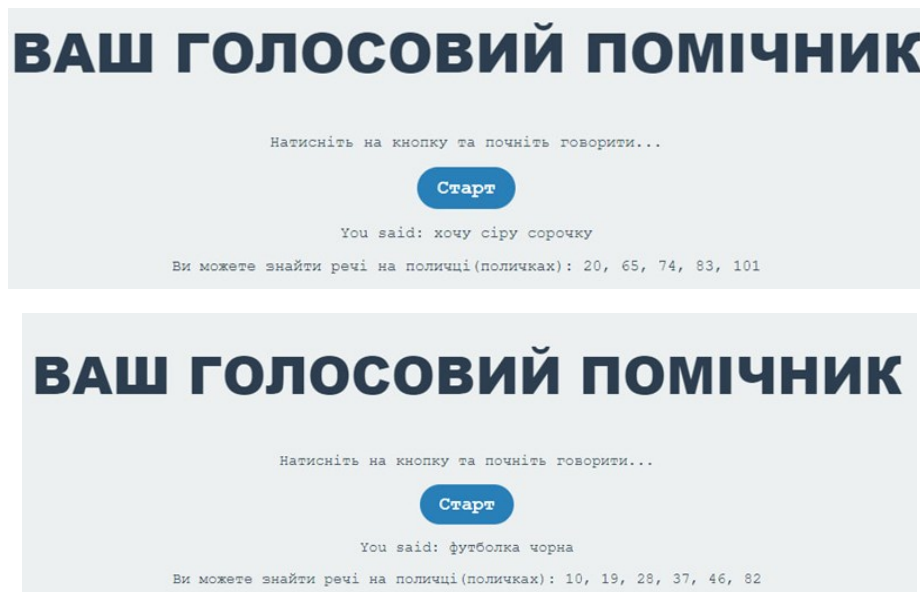 ВАШ ГОЛОСОВИЙ ПОМІЧНИК
Натисніть на кнопку та почніть говорити...
Старт
You said: хочу сіру сорочку
Ви можете знайти речі на поличці(поличках): 20, 65, 74, 83, 101
ВАШ ГОЛОСОВИЙ ПОМІЧНИК
Натисніть на кнопку та почніть говорити...
Старт
You said: футболка чорна
Ви можете знайти речі на поличці(поличках): 10, 19, 28, 37, 46, 82